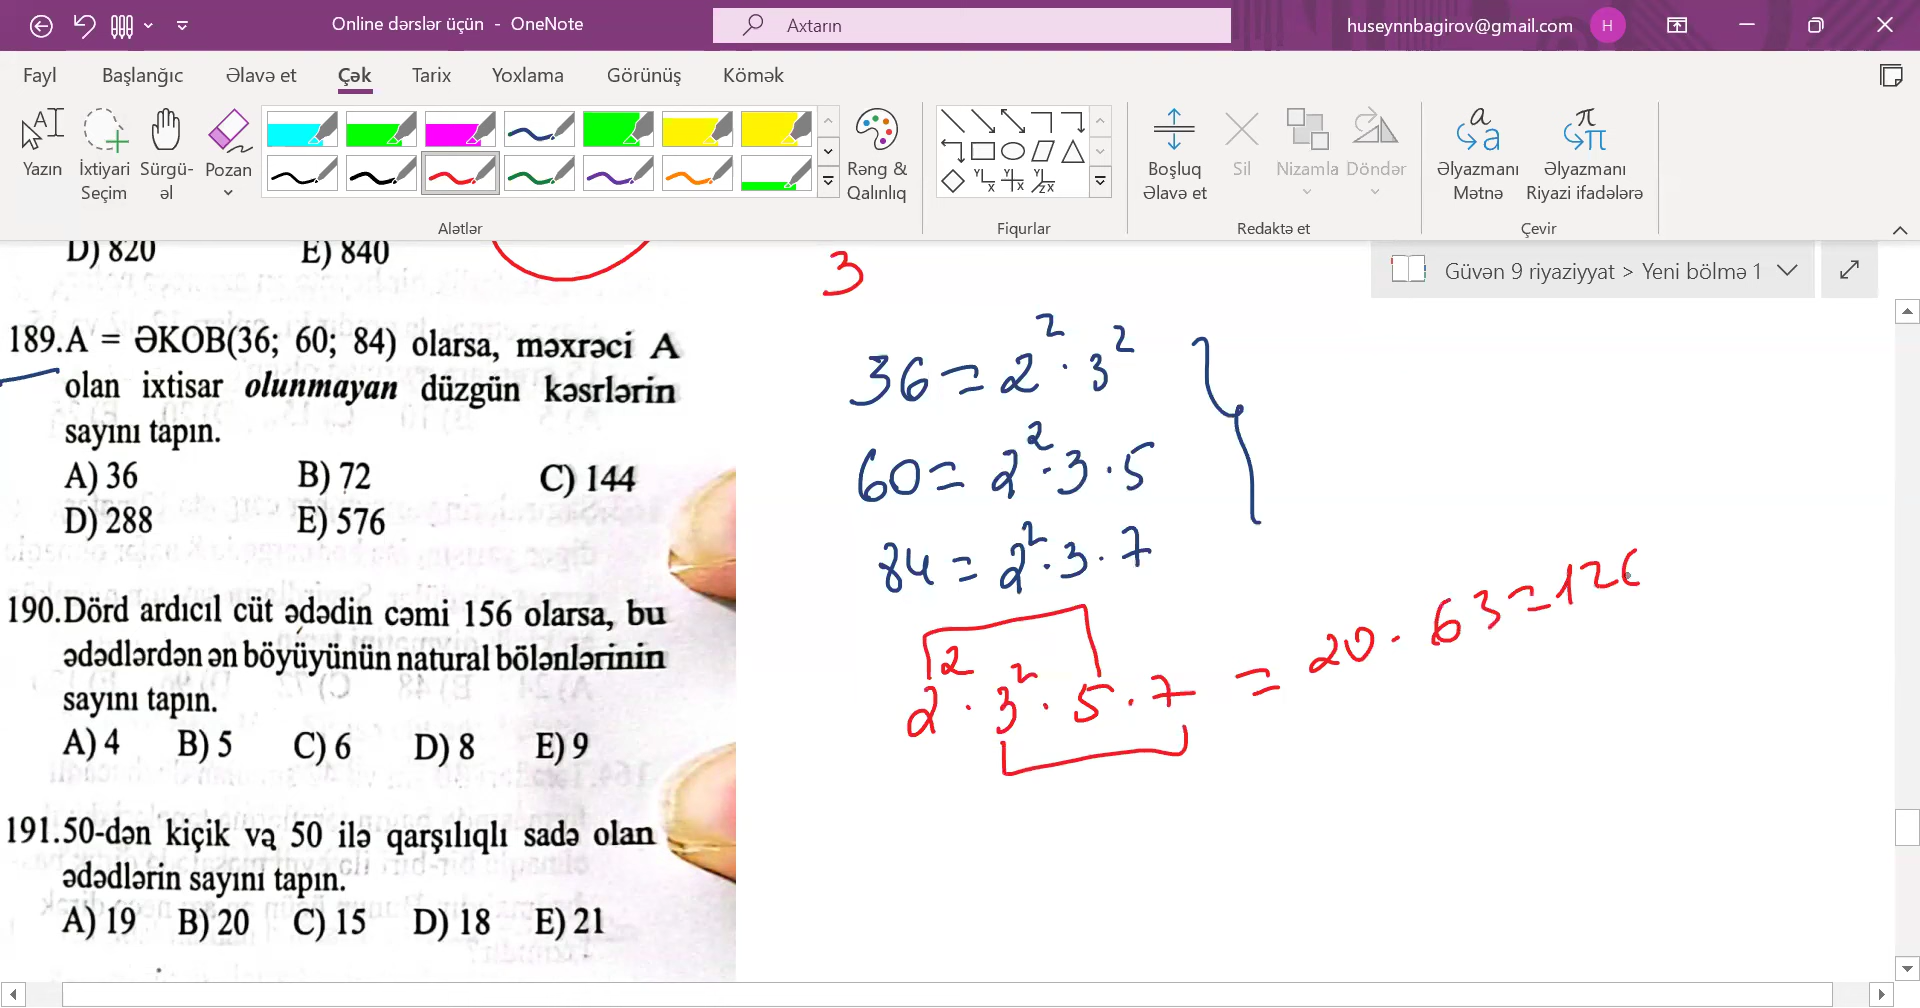 Online dərslər üçün - OneNote
Axtarın
huseynnbagirov@gmail.com
H
Fayl
Başlanğıc
Əlavə et
Çək
Tarix
Yoxlama
Görünüş
Kömək
Yazın
İxtiyari Seçim
Sürgü-əl
Pozan
Rəng & Qalınlıq
Boşluq Əlavə et
Sil
Nizamla
Döndər
Əlyazmanı Mətnə
Əlyazmanı Riyazi ifadələrə
Alətlər
Fiqurlar
Redaktə et
Çevir
Güvən 9 riyaziyyat > Yeni bölmə 1
D) 820 E) 840
189. A = ƏKOB(36; 60; 84) olarsa, məxrəci A
olan ixtisar olunmayan düzgün kəsrlərin
sayını tapın.
A) 36 B) 72 C) 144
D) 288 E) 576
190. Dörd ardıcıl cüt ədədin cəmi 156 olarsa, bu
ədədlərdən ən böyüyünün natural bölənlərinin
sayını tapın.
A) 4 B) 5 C) 6 D) 8 E) 9
191. 50-dən kiçik və 50 ilə qarşılıqlı sadə olan
ədədlərin sayını tapın.
A) 19 B) 20 C) 15 D) 18 E) 21
3
36 = 2² · 3²
60 = 2² · 3 · 5
84 = 2² · 3 · 7
2² · 3² · 5 · 7 = 20 · 63 = 126